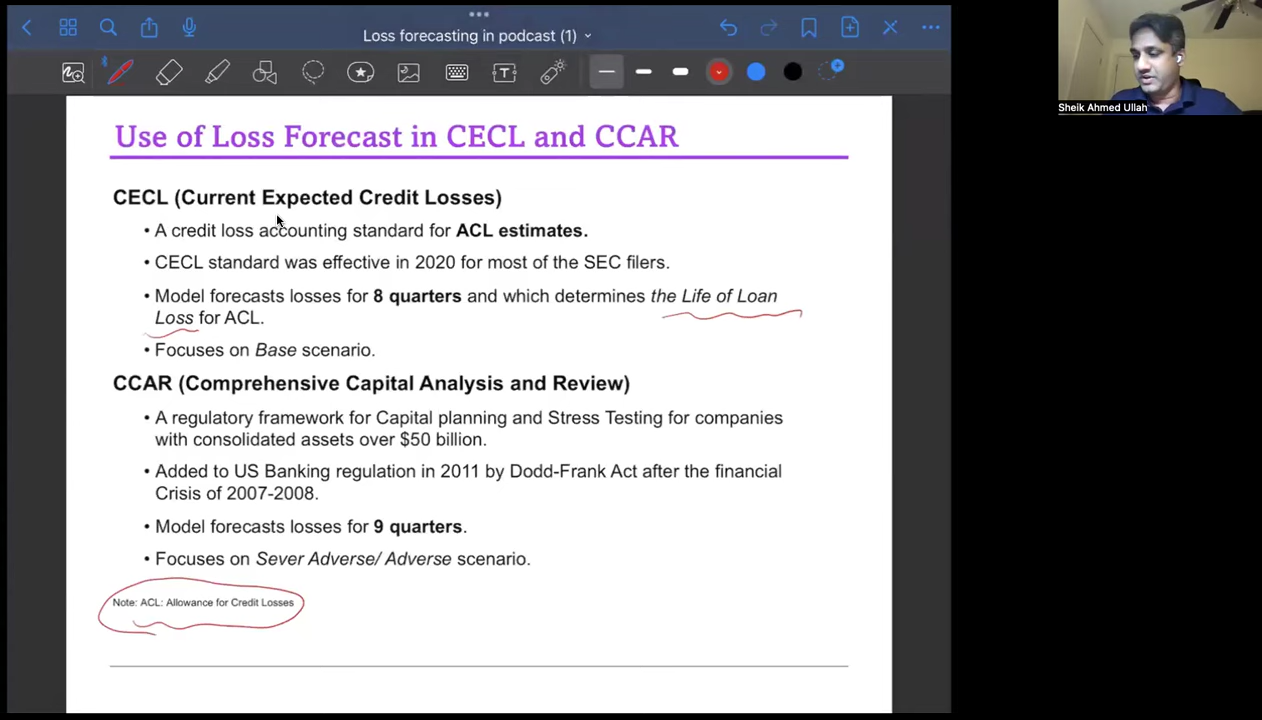 Loss forecasting in podcast (1)
Sheik Ahmed Ullah
Use of Loss Forecast in CECL and CCAR
CECL (Current Expected Credit Losses)
• A credit loss accounting standard for ACL estimates.
• CECL standard was effective in 2020 for most of the SEC filers.
• Model forecasts losses for 8 quarters and which determines the Life of Loan
Loss for ACL.
• Focuses on Base scenario.
CCAR (Comprehensive Capital Analysis and Review)
• A regulatory framework for Capital planning and Stress Testing for companies
with consolidated assets over $50 billion.
• Added to US Banking regulation in 2011 by Dodd-Frank Act after the financial
Crisis of 2007-2008.
• Model forecasts losses for 9 quarters.
• Focuses on Sever Adverse/ Adverse scenario.
Note: ACL: Allowance for Credit Losses